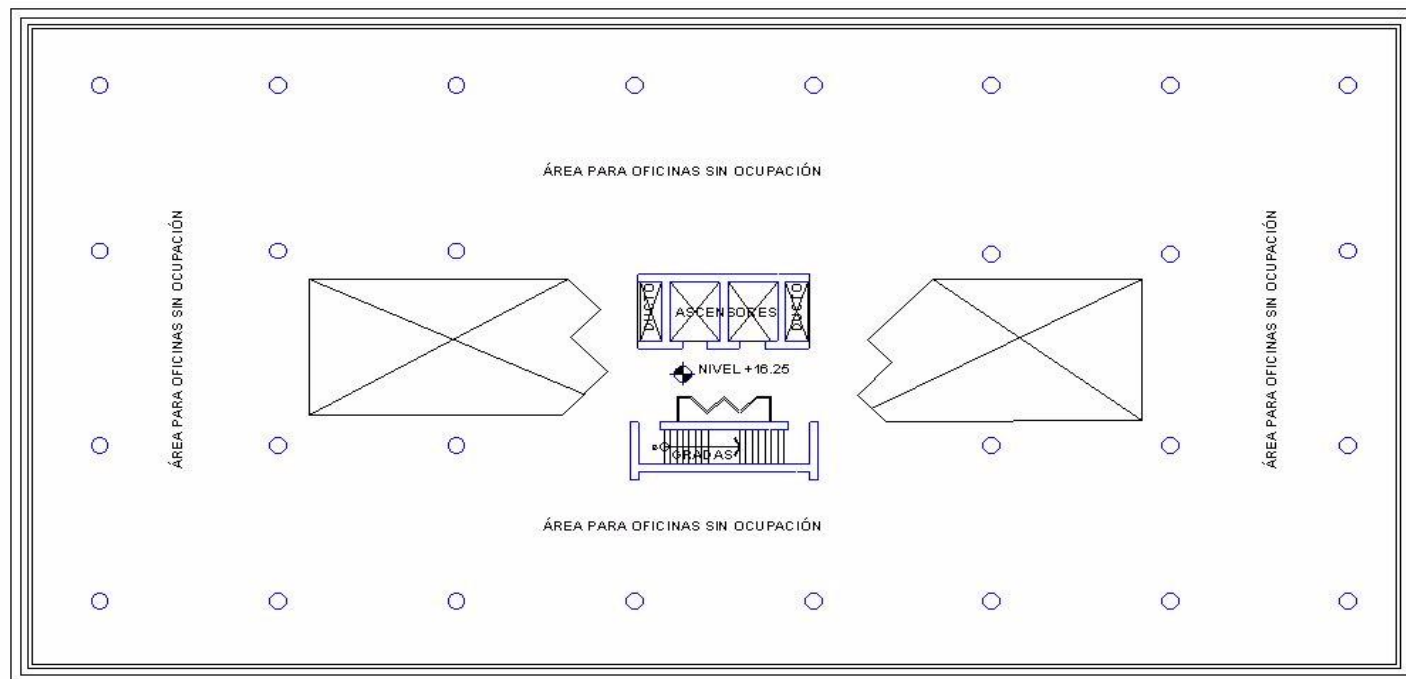 ÁREA PARA OFICINAS SIN OCUPACIÓN
ÁREA PARA OFICINAS SIN OCUPACIÓN
ÁREA PARA OFICINAS SIN OCUPACIÓN
DUCTO
ASCENSORES
DUCTO
NIVEL +16.25
GRADAS
ÁREA PARA OFICINAS SIN OCUPACIÓN